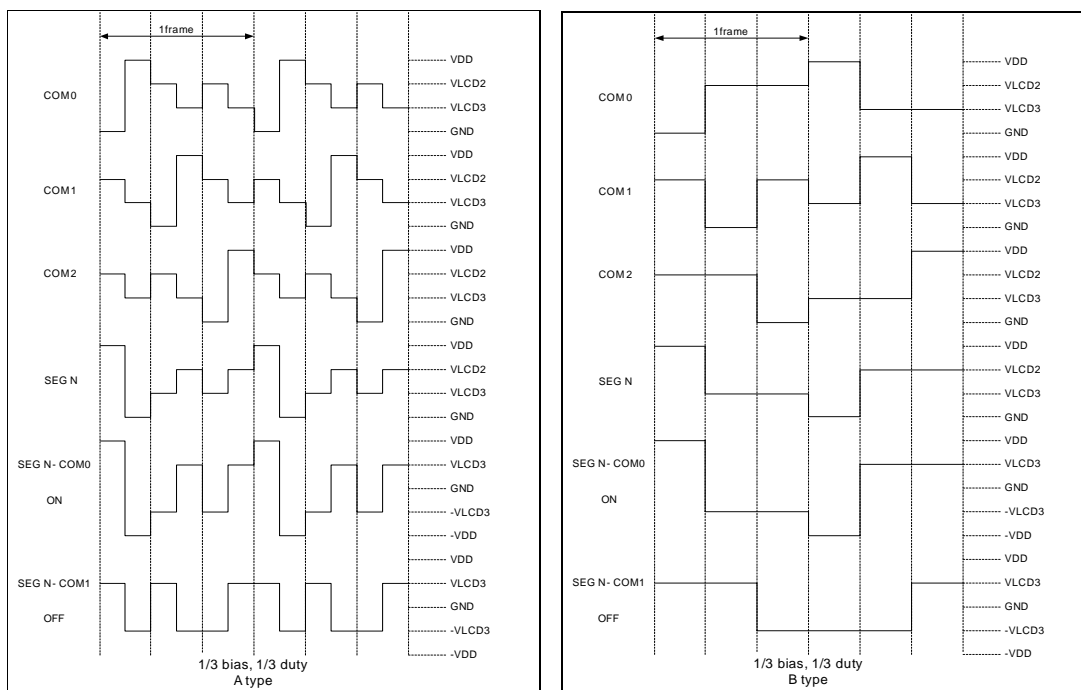 1frame
COM0
VDD
VLCD2
VLCD3
GND
COM1
VDD
VLCD2
VLCD3
GND
COM2
VDD
VLCD2
VLCD3
GND
SEG N
VDD
VLCD2
VLCD3
GND
SEG N- COM0
ON
VDD
VLCD3
GND
-VLCD3
-VDD
SEG N- COM1
OFF
VDD
VLCD3
GND
-VLCD3
-VDD
1/3 bias, 1/3 duty
A type
1frame
COM0
VDD
VLCD2
VLCD3
GND
COM1
VDD
VLCD2
VLCD3
GND
COM2
VDD
VLCD2
VLCD3
GND
SEG N
VDD
VLCD2
VLCD3
GND
SEG N- COM0
ON
VDD
VLCD3
GND
-VLCD3
-VDD
SEG N- COM1
OFF
VDD
VLCD3
GND
-VLCD3
-VDD
1/3 bias, 1/3 duty
B type